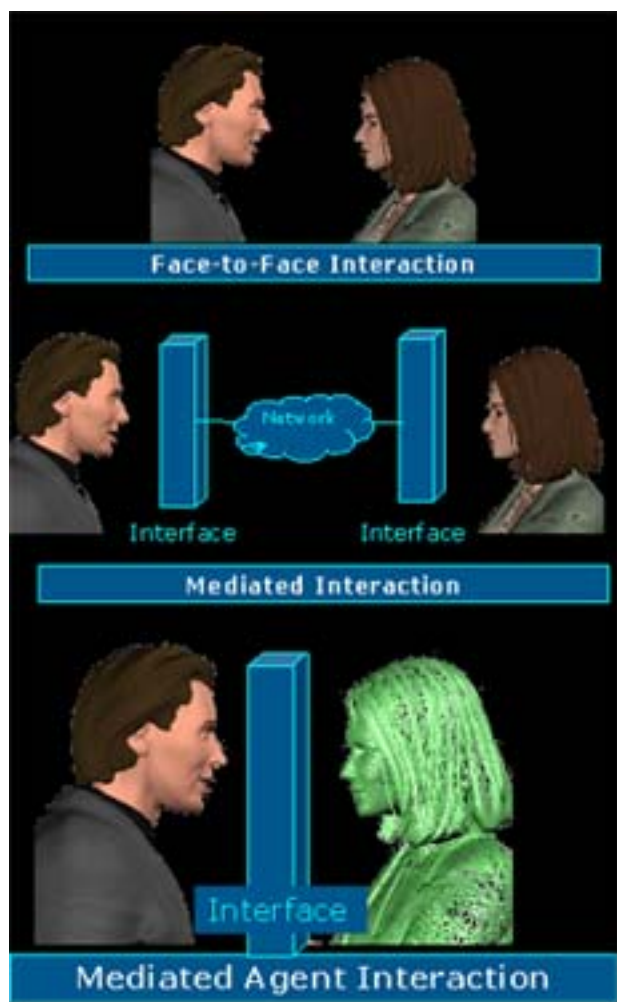 Face-to-Face Interaction
Network
Interface
Interface
Mediated Interaction
Interface
Mediated Agent Interaction